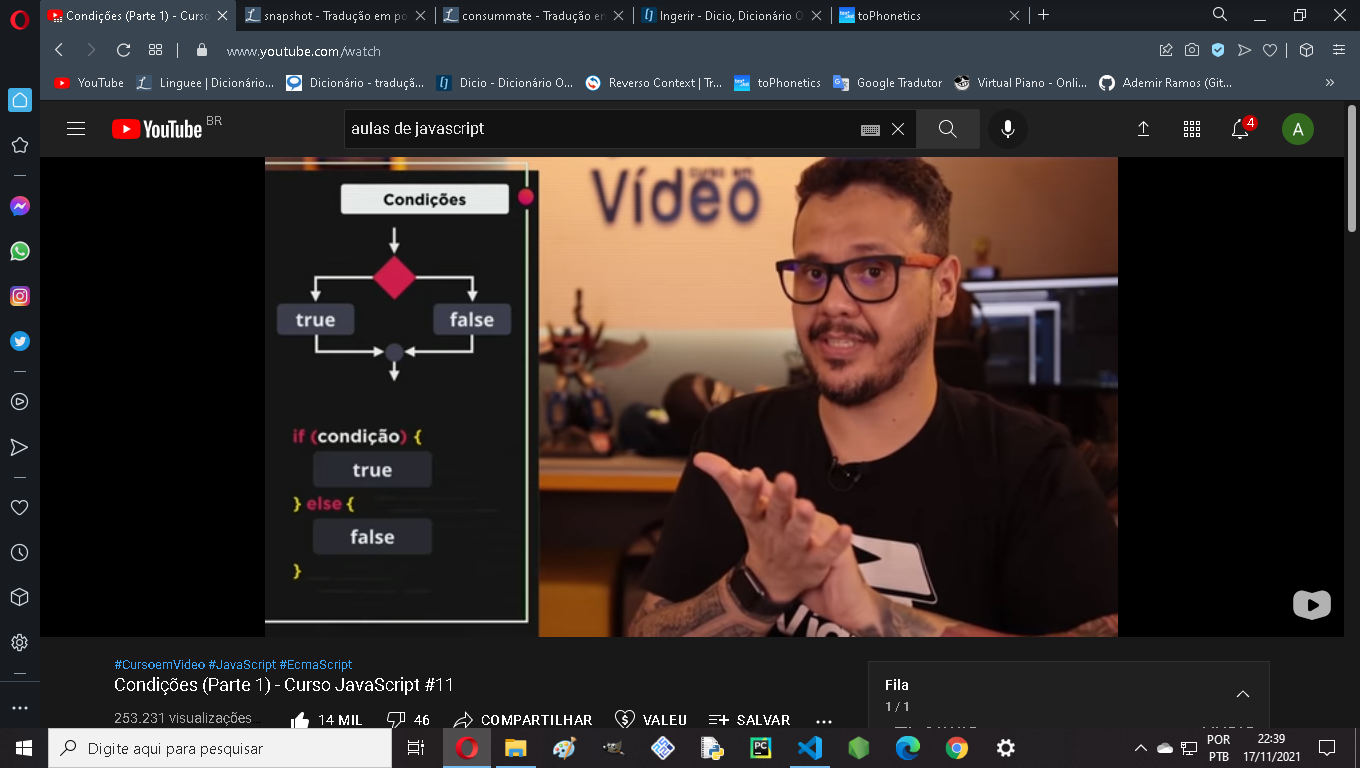 Condições (Parte 1) - Curso
snapshot - Tradução em po
consummate - Tradução em
Ingerir - Dicio, Dicionário O
toPhonetics
www.youtube.com/watch
YouTube
Linguee | Dicionário...
Dicionário - traduçã...
Dicio - Dicionário O...
Reverso Context | Tr...
toPhonetics
Google Tradutor
Virtual Piano - Onli...
Ademir Ramos (Git...
YouTube BR
aulas de javascript
4
A
curso em
Vídeo
Condições
true
false
if (condição) {
true
} else {
false
}
#CursoemVideo #JavaScript #EcmaScript
Condições (Parte 1) - Curso JavaScript #11
253.231 visualizações...
14 MIL
46
COMPARTILHAR
VALEU
SALVAR
Fila
1 / 1
Digite aqui para pesquisar
POR
PTB
22:39
17/11/2021